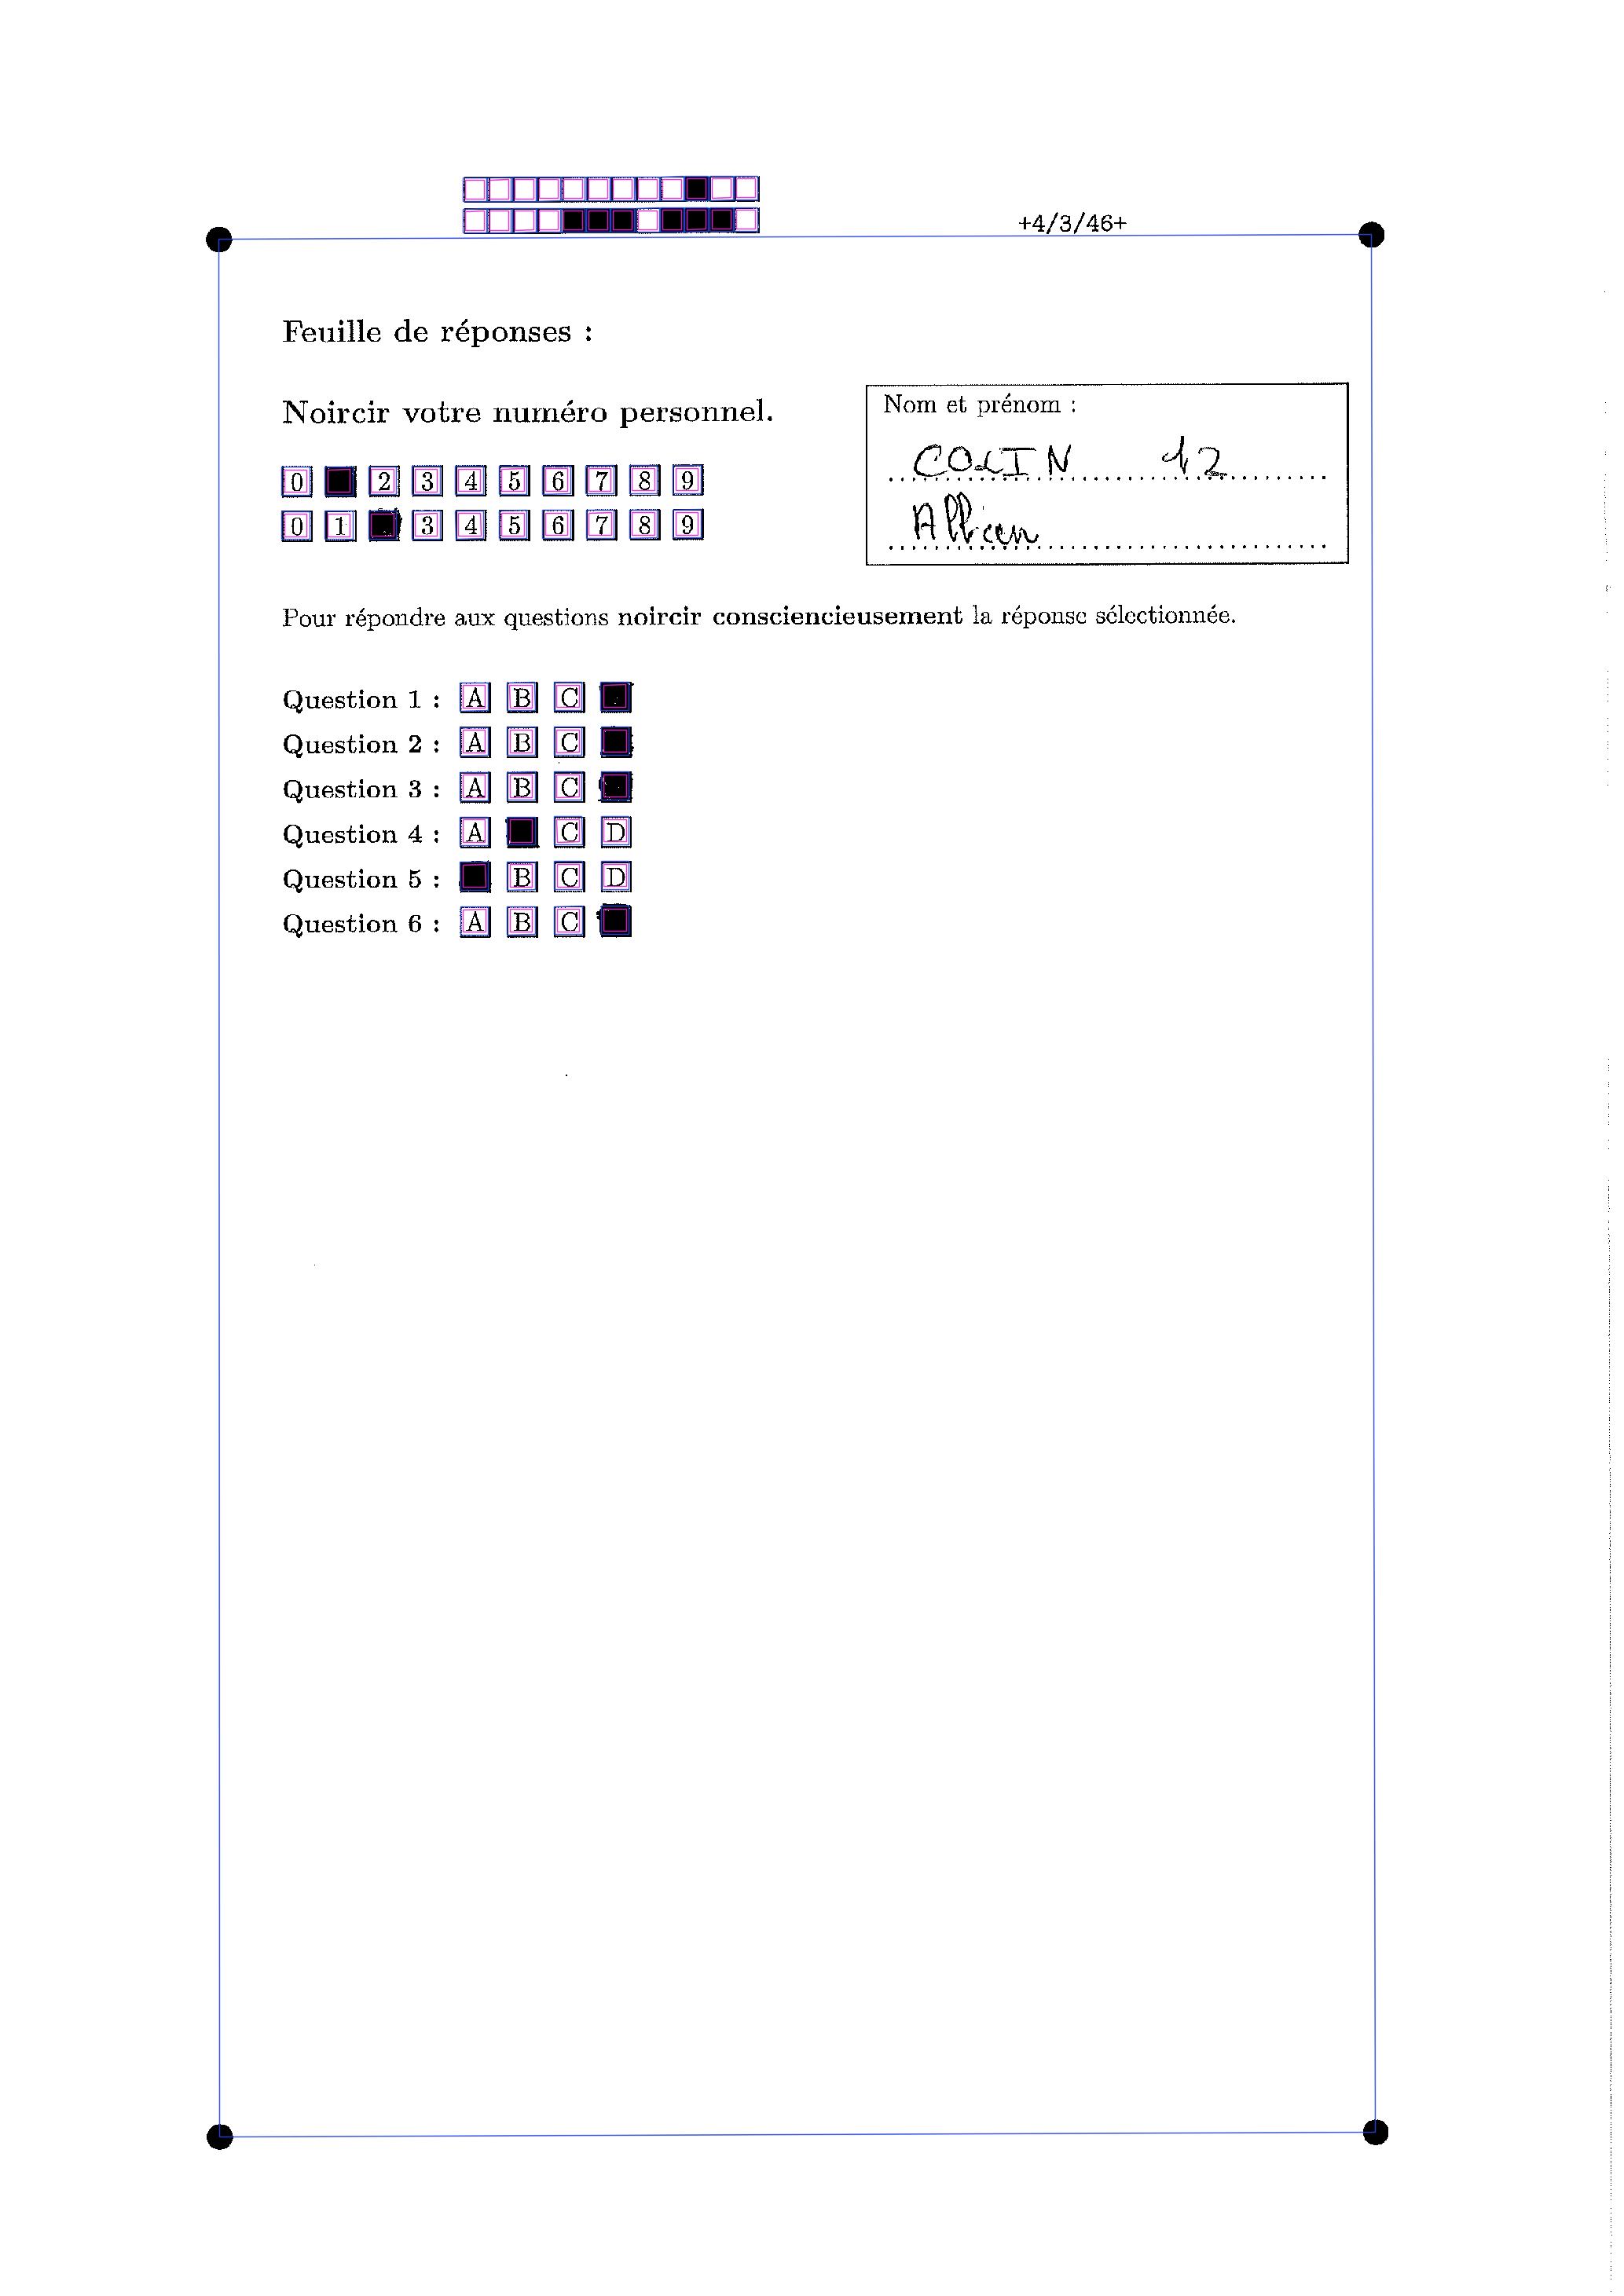 +4/3/46+
Feuille de réponses :
Noircir votre numéro personnel.
Nom et prénom :
COLIN 12
0 2 3 4 5 6 7 8 9
0 1 3 4 5 6 7 8 9
Pour répondre aux questions noircir consciencieusement la réponse sélectionnée.
Question 1 : A B C
Question 2 : A B C
Question 3 : A B C
Question 4 : A C D
Question 5 : B C D
Question 6 : A B C